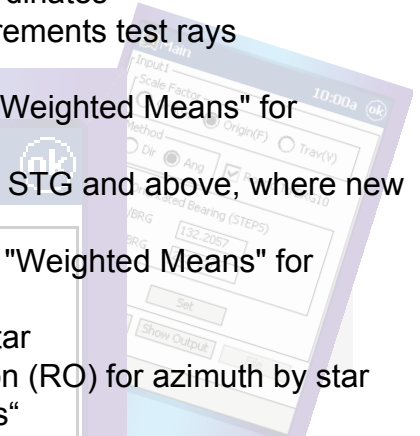 dinates
rements test rays
"Weighted Means" for
STG and above, where new
"Weighted Means" for
tar
on (RO) for azimuth by star
s“
Main
10:00a ok
Input1
Scale Factor
Origin(F) Trav(V)
Method
Dir Ang
Bearing (STEPS)
/BRG 132.2057
BRG
Set
Show Output
ok